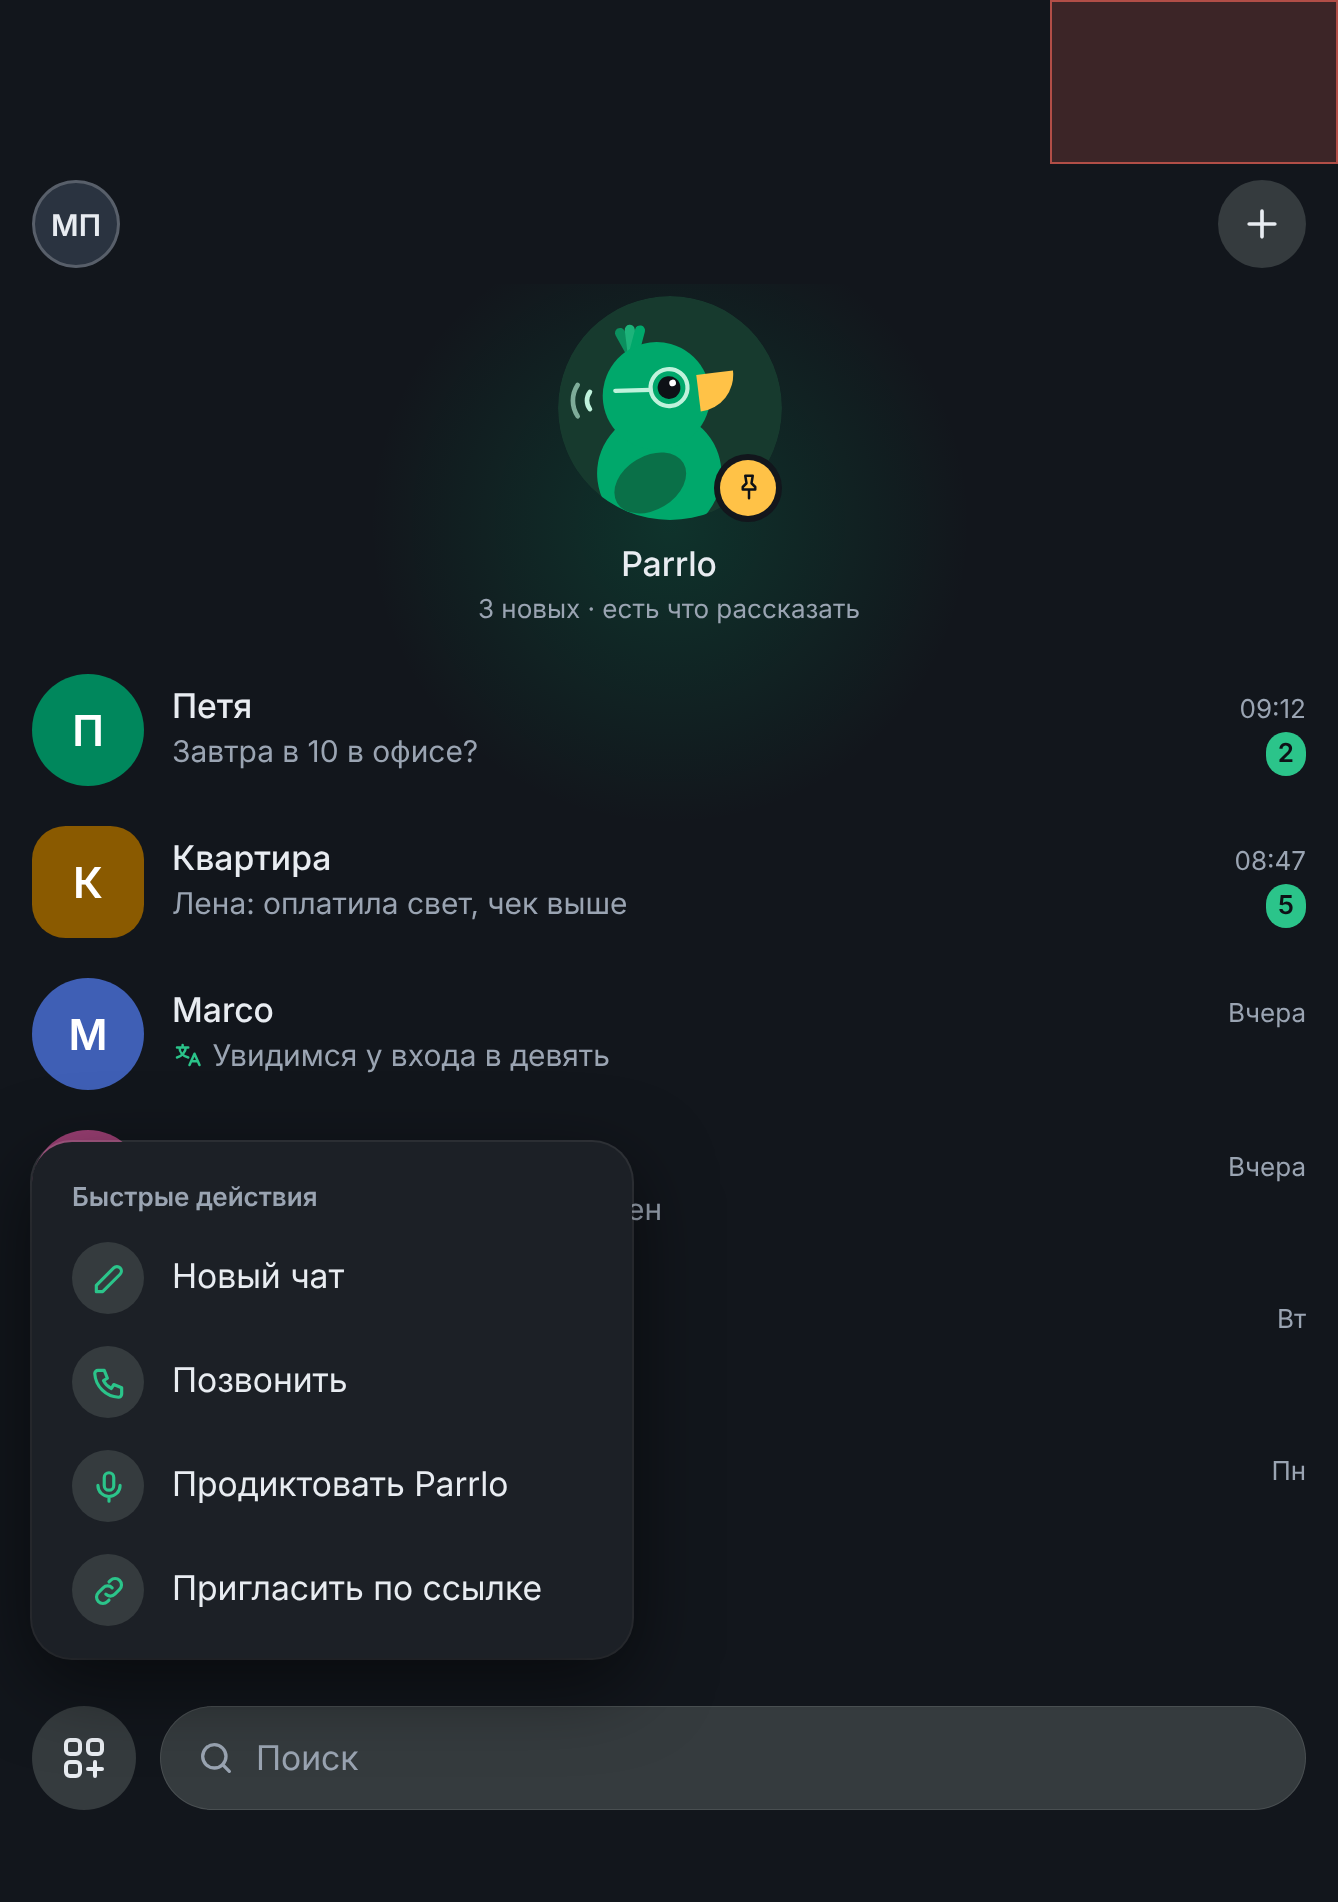 МП
Parrlo
3 новых · есть что рассказать
П
Петя
09:12
Завтра в 10 в офисе?
2
К
Квартира
08:47
Лена: оплатила свет, чек выше
5
M
Marco
Вчера
Увидимся у входа в девять
Вчера
Быстрые действия
ен
Новый чат
Вт
Позвонить
Пн
Продиктовать Parrlo
Пригласить по ссылке
Поиск